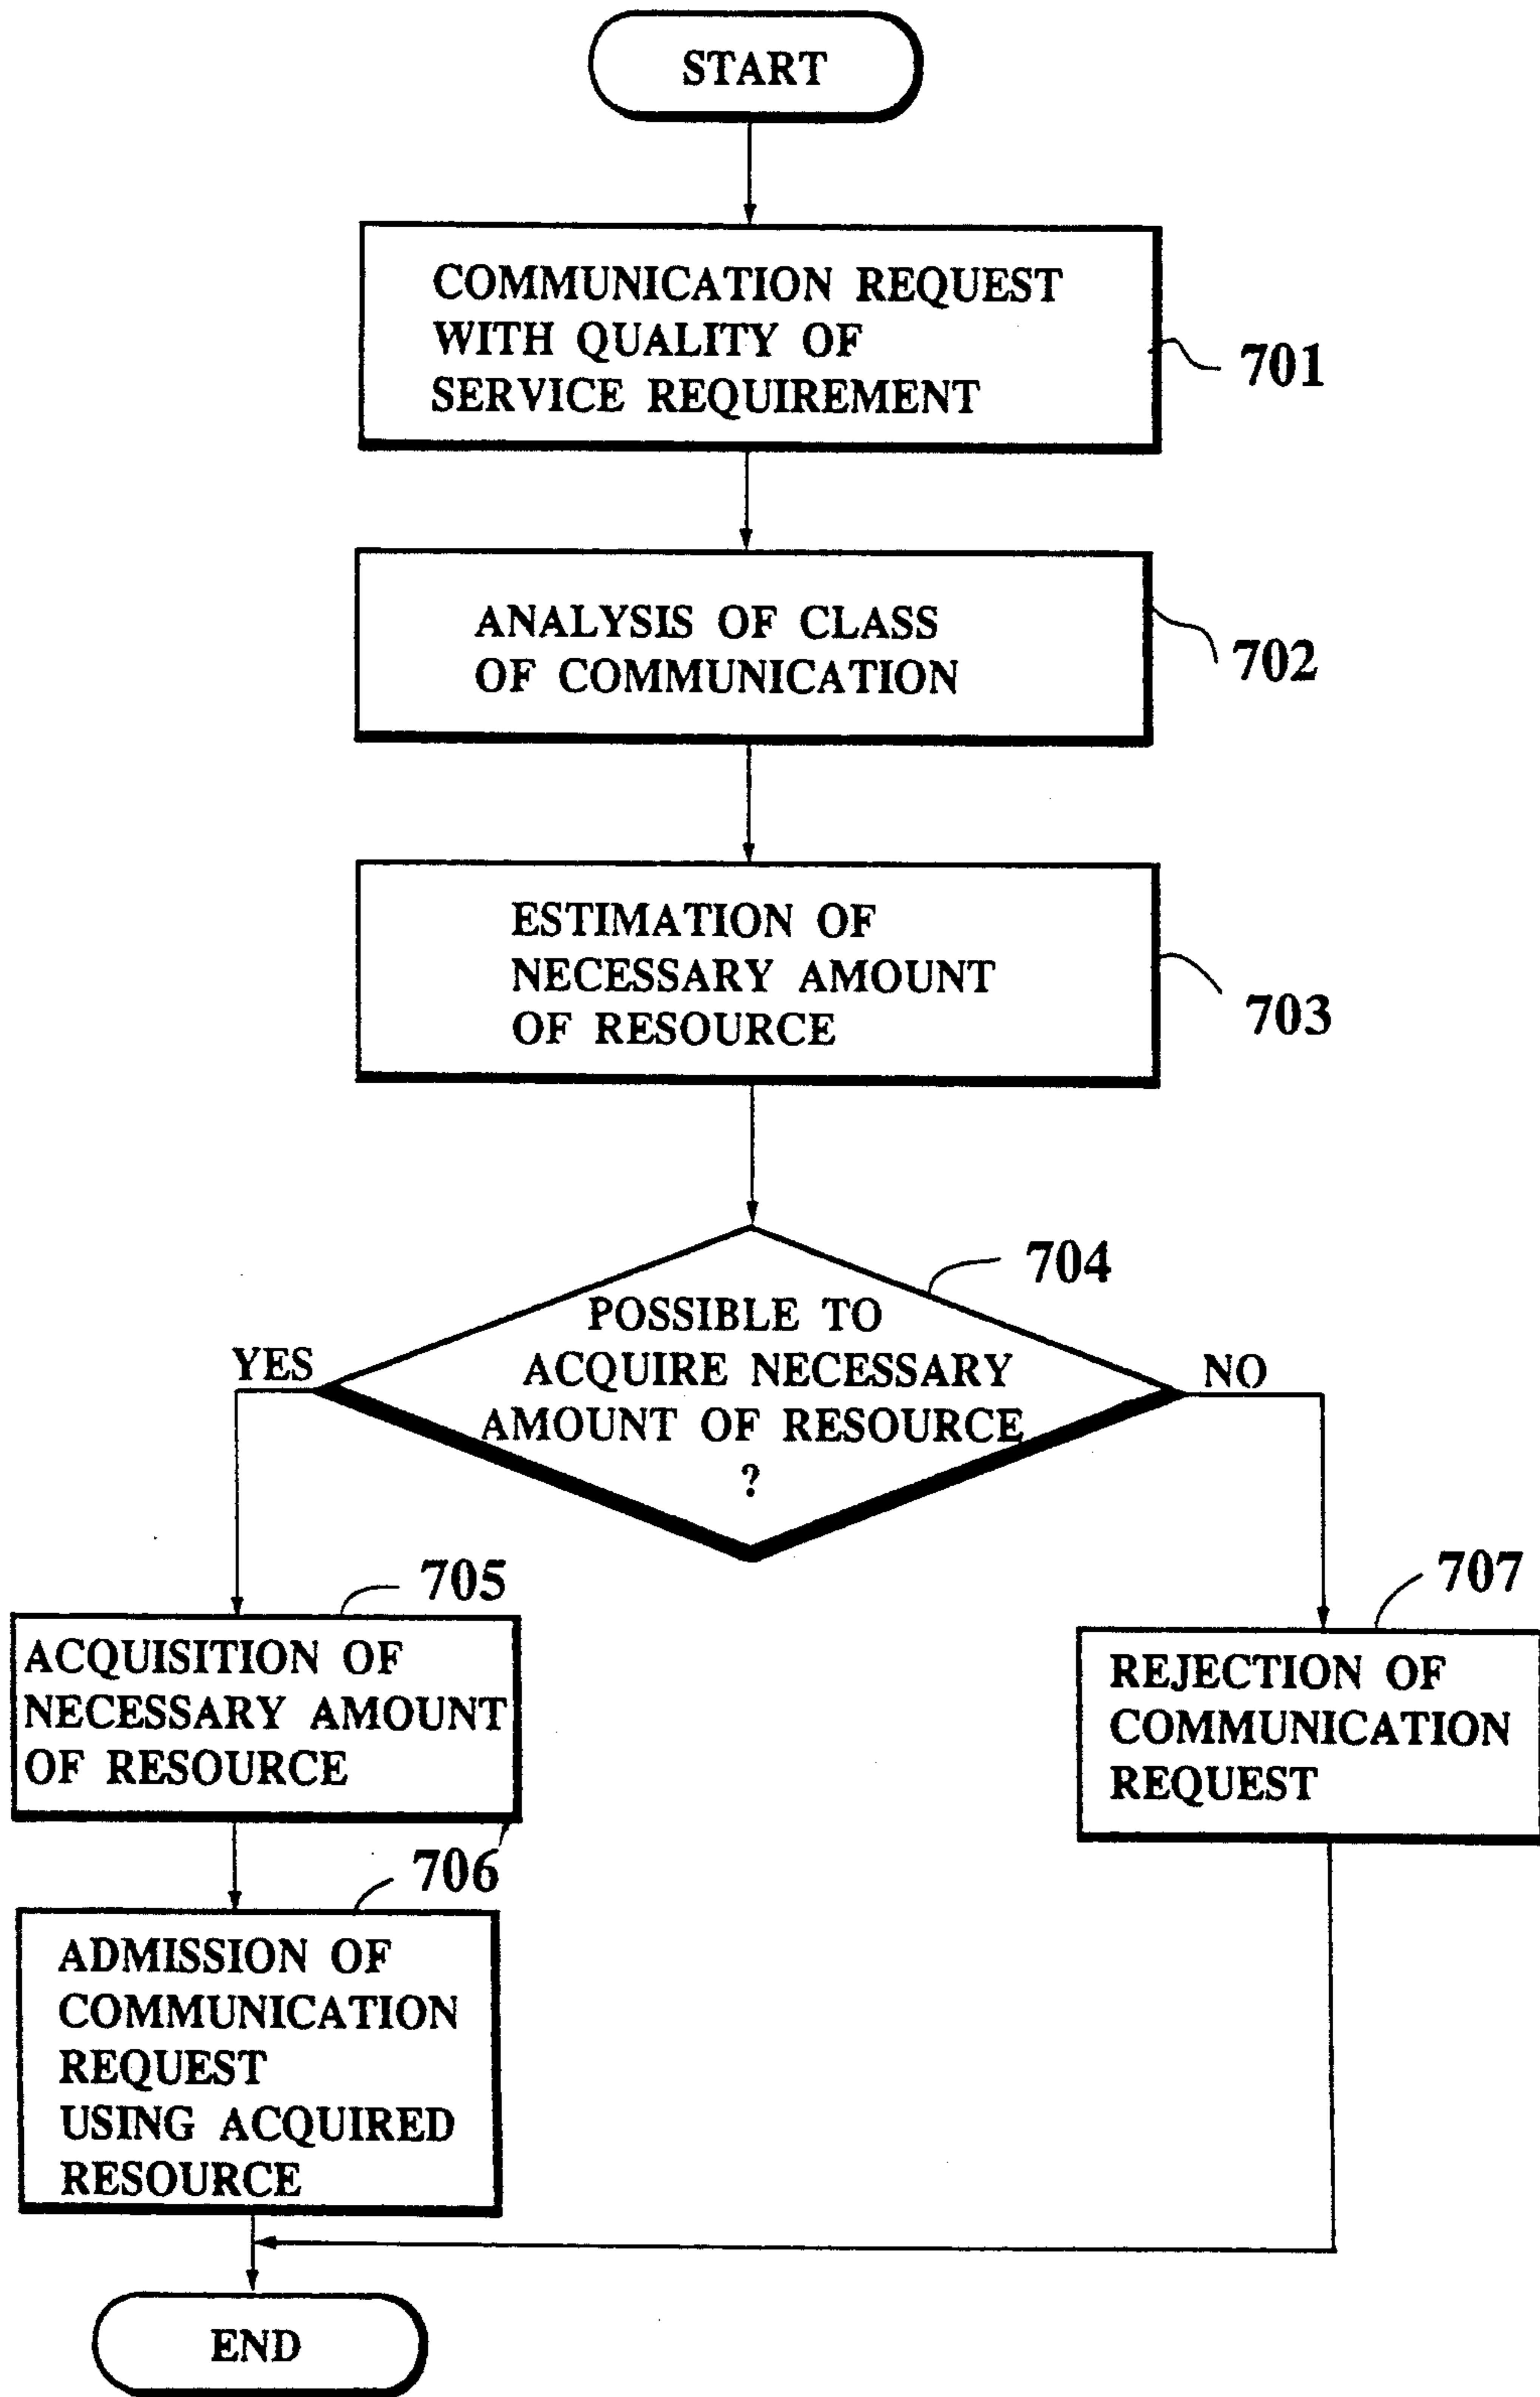 START
COMMUNICATION REQUEST
WITH QUALITY OF
SERVICE REQUIREMENT
701
ANALYSIS OF CLASS
OF COMMUNICATION
702
ESTIMATION OF
NECESSARY AMOUNT
OF RESOURCE
703
704
POSSIBLE TO
ACQUIRE NECESSARY
AMOUNT OF RESOURCE
?
YES
NO
705
ACQUISITION OF
NECESSARY AMOUNT
OF RESOURCE
707
REJECTION OF
COMMUNICATION
REQUEST
706
ADMISSION OF
COMMUNICATION
REQUEST
USING ACQUIRED
RESOURCE
END